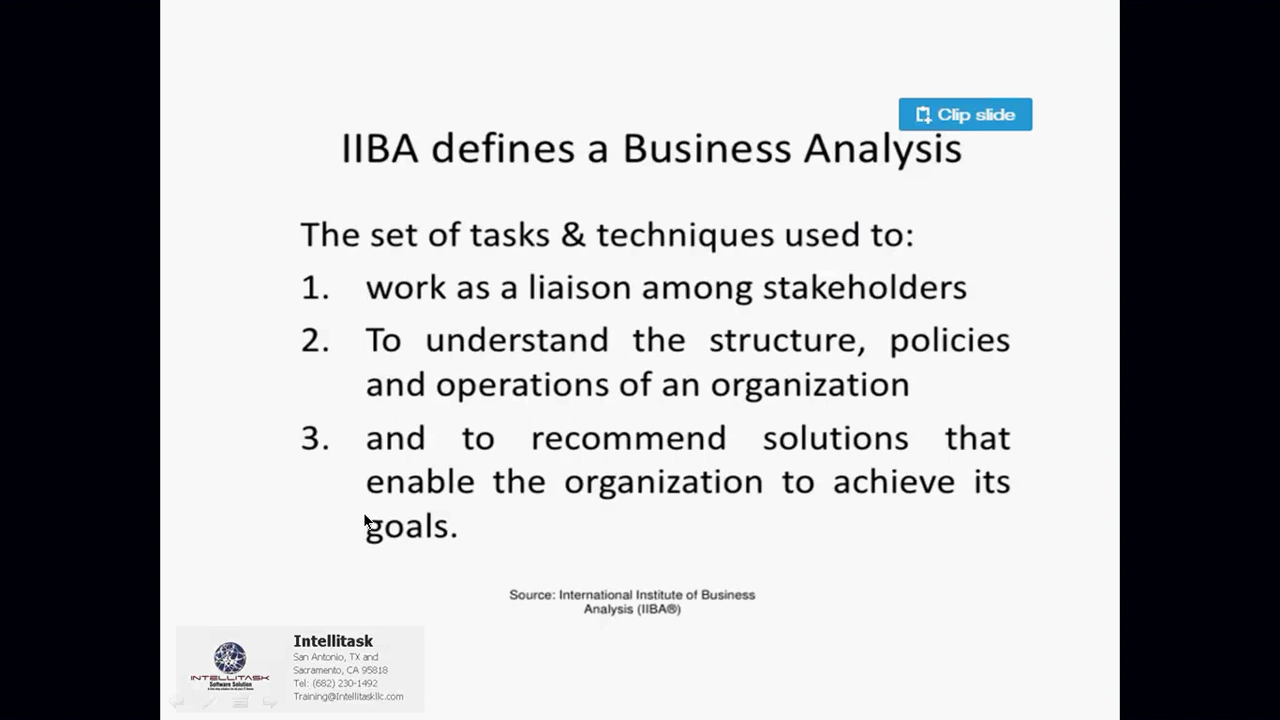 Clip slide
IIBA defines a Business Analysis
The set of tasks & techniques used to:
1. work as a liaison among stakeholders
2. To understand the structure, policies
and operations of an organization
3. and to recommend solutions that
enable the organization to achieve its
goals.
Source: International Institute of Business
Analysis (IIBA®)
INTELLITASK
Software Solution
Intellitask
San Antonio, TX and
Sacramento, CA 95818
Tel: (682) 230-1492
Training@Intellitaskllc.com